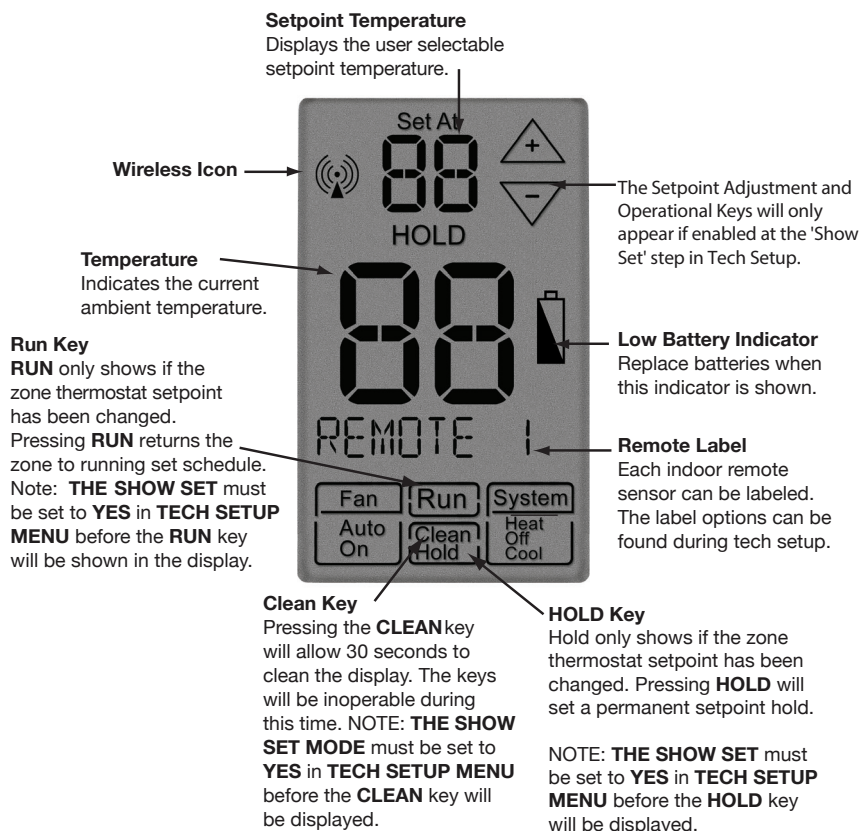 Setpoint Temperature
Displays the user selectable
setpoint temperature.
Set At
88
+
-
HOLD
Wireless Icon
The Setpoint Adjustment and
Operational Keys will only
appear if enabled at the 'Show
Set' step in Tech Setup.
Temperature
Indicates the current
ambient temperature.
88
Low Battery Indicator
Replace batteries when
this indicator is shown.
Run Key
RUN only shows if the
zone thermostat setpoint
has been changed.
Pressing RUN returns the
zone to running set schedule.
Note: THE SHOW SET must
be set to YES in TECH SETUP
MENU before the RUN key
will be shown in the display.
REMOTE 1
Remote Label
Each indoor remote
sensor can be labeled.
The label options can be
found during tech setup.
Fan
Auto
On
Run
Clean
Hold
System
Heat
Off
Cool
Clean Key
Pressing the CLEAN key
will allow 30 seconds to
clean the display. The keys
will be inoperable during
this time. NOTE: THE SHOW
SET MODE must be set to
YES in TECH SETUP MENU
before the CLEAN key will
be displayed.
HOLD Key
Hold only shows if the zone
thermostat setpoint has been
changed. Pressing HOLD will
set a permanent setpoint hold.
NOTE: THE SHOW SET must
be set to YES in TECH SETUP
MENU before the HOLD key
will be displayed.